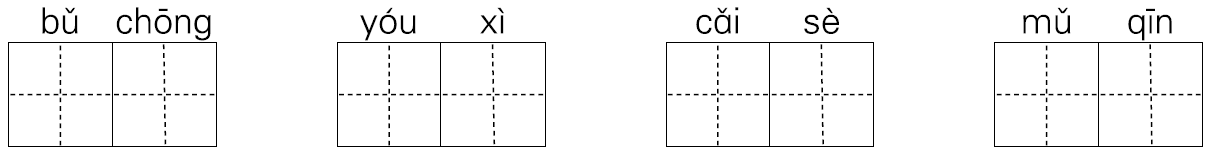 bǔ chōng yóu xì cǎi sè mǔ qīn